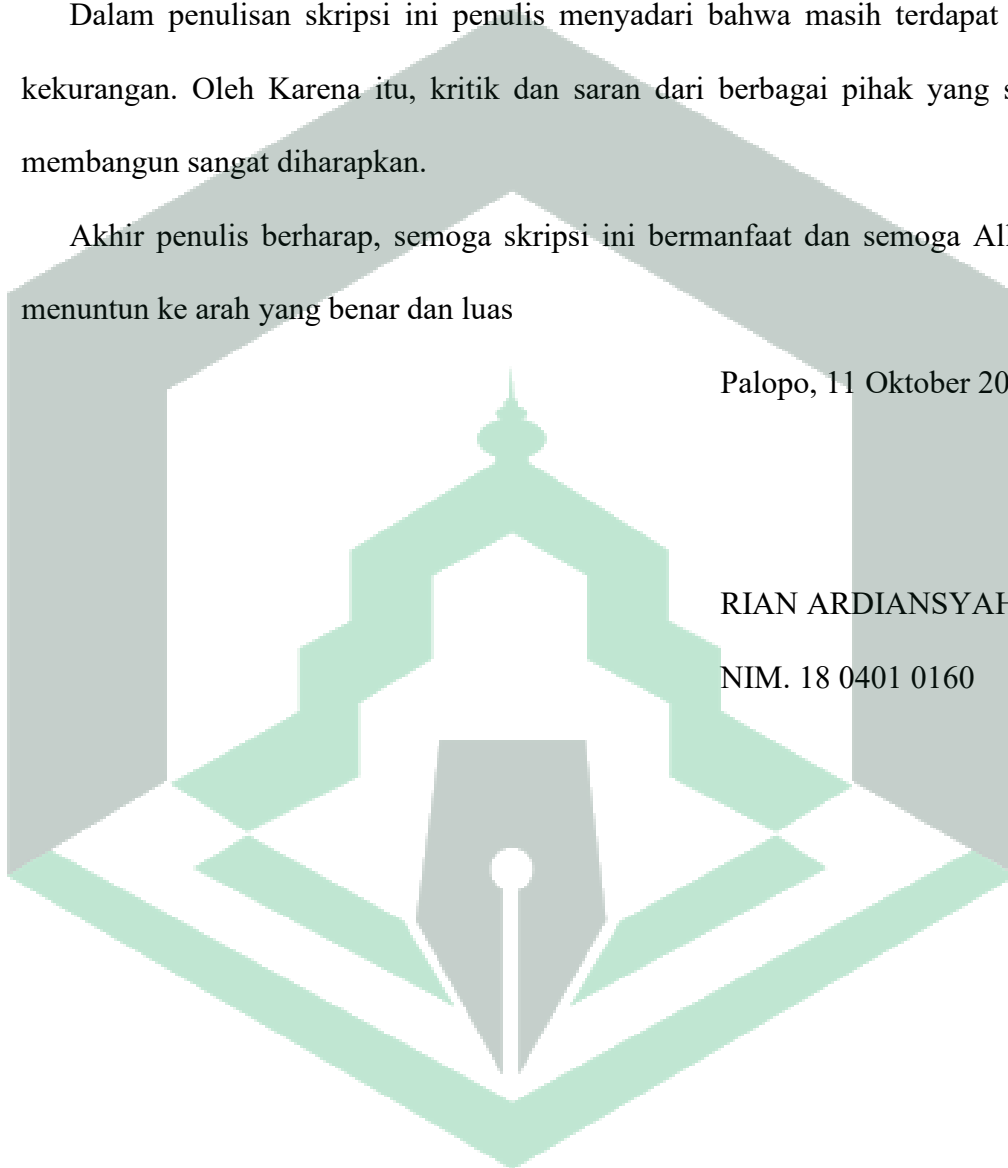 Dalam penulisan skripsi ini penulis menyadari bahwa masih terdapat
kekurangan. Oleh Karena itu, kritik dan saran dari berbagai pihak yang
membangun sangat diharapkan.
Akhir penulis berharap, semoga skripsi ini bermanfaat dan semoga
menuntun ke arah yang benar dan luas
Palopo, 11 Oktober 20
RIAN ARDIANSYAH
NIM. 18 0401 0160